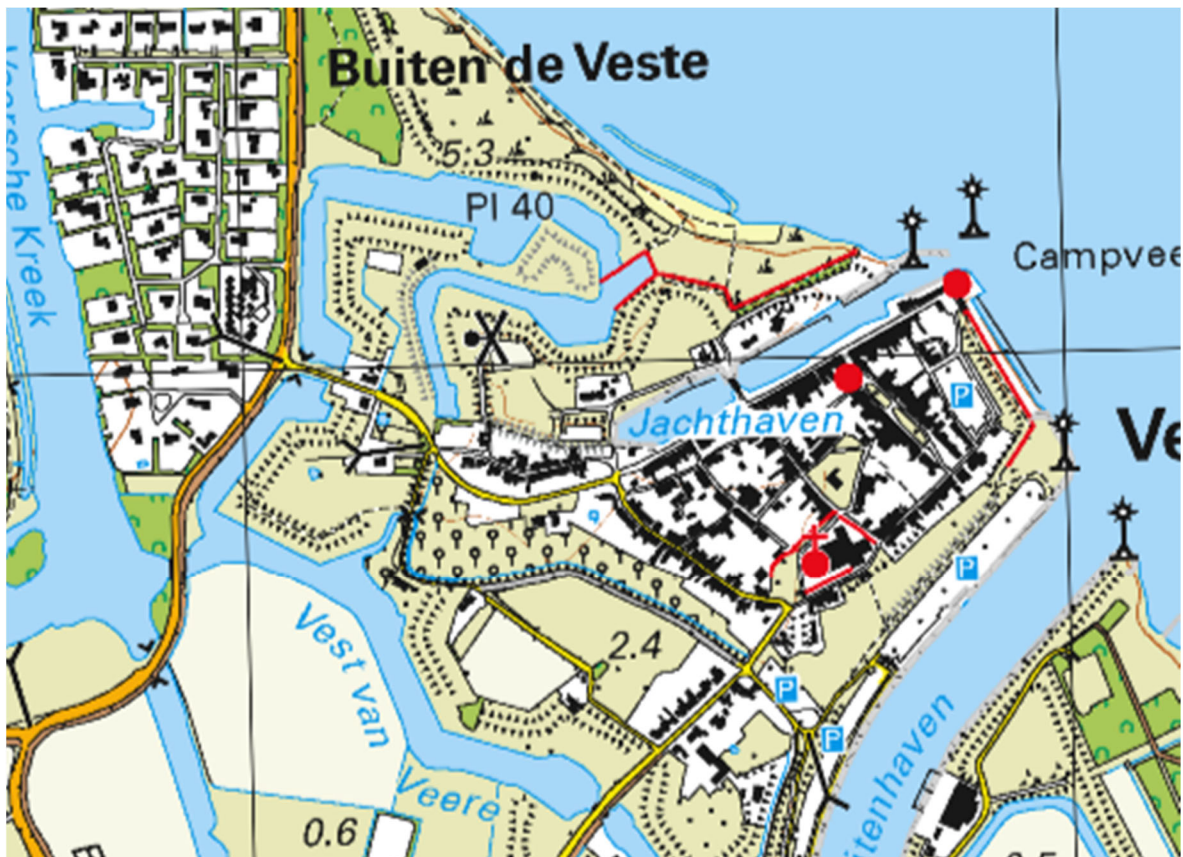 Buiten de Veste
5.3
Pl 40
Veersche Kreek
Campvee
Jachthaven
P
Ve
P
2.4
Vest van
Veere
P
P
itenhaven
0.6